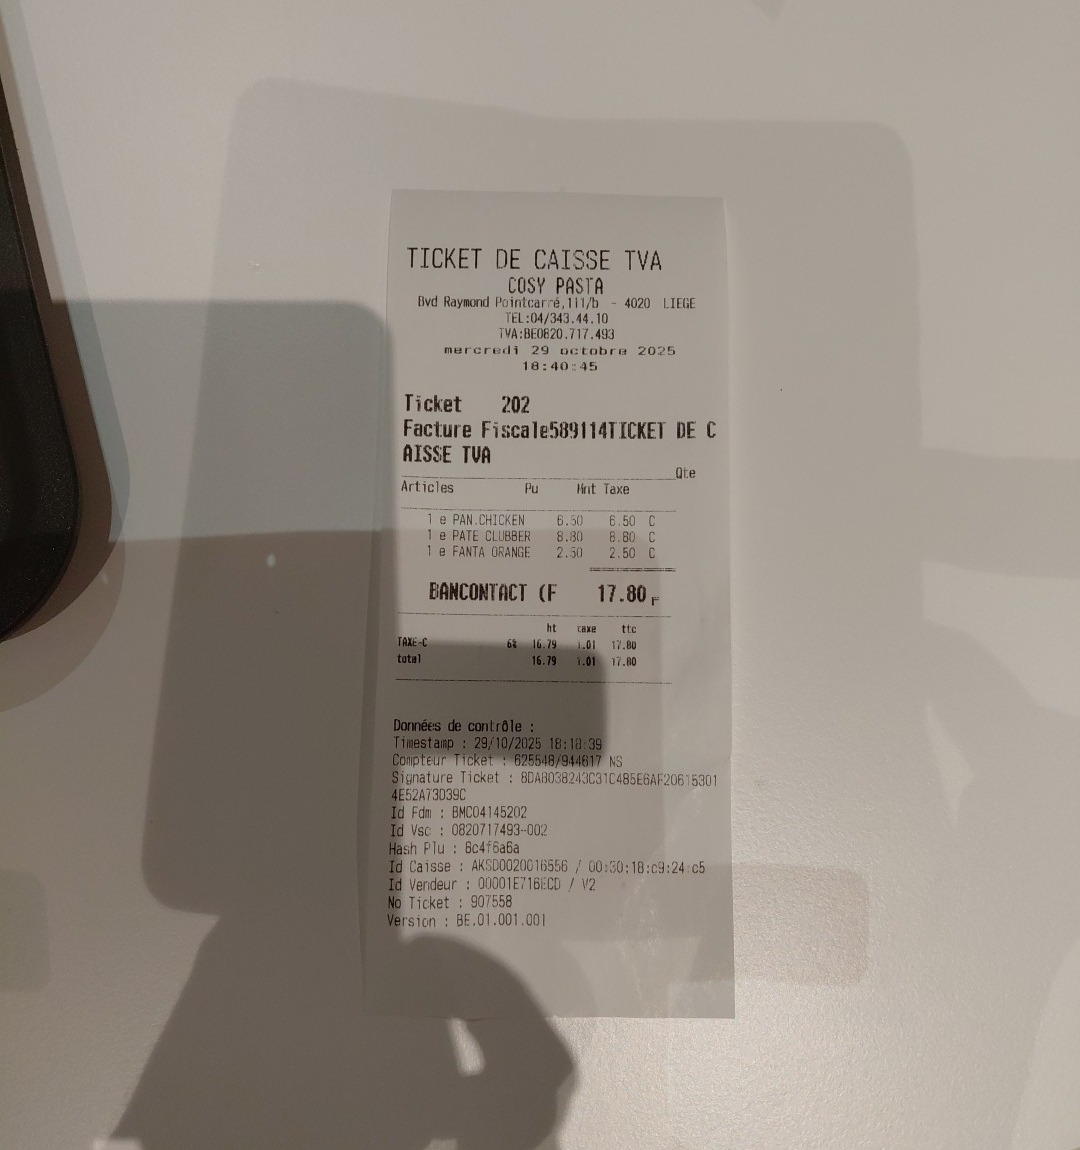 TICKET DE CAISSE TVA
COSY PASTA
Bvd Raymond Pointcarré,111/b - 4020 LIEGE
TEL:04/343.44.10
TVA:BE0820.717.493
mercredi 29 octobre 2025
18:40:45
Ticket 202
Facture Fiscale589114TICKET DE C
AISSE TVA
Qte
Articles Pu Mnt Taxe
1 e PAN.CHICKEN 6.50 6.50 C
1 e PATE CLUBBER 8.80 8.80 C
1 e FANTA ORANGE 2.50 2.50 C
BANCONTACT (F 17.80
ht taxe ttc
TAXE-C 6% 16.79 1.01 17.80
total 16.79 1.01 17.80
Données de contrôle :
Timestamp : 29/10/2025 18:18:39
Compteur Ticket : 625548/944617 NS
Signature Ticket : 8DA8038243C31C485E6AF20615301
4E52A73D39C
Id Fdm : BMC04145202
Id Vsc : 0820717493-002
Hash Plu : 8c4f6a6a
Id Caisse : AKSD0020016556 / 00:30:18:c9:24:c5
Id Vendeur : 00001E716ECD / V2
No Ticket : 907558
Version : BE.01.001.001